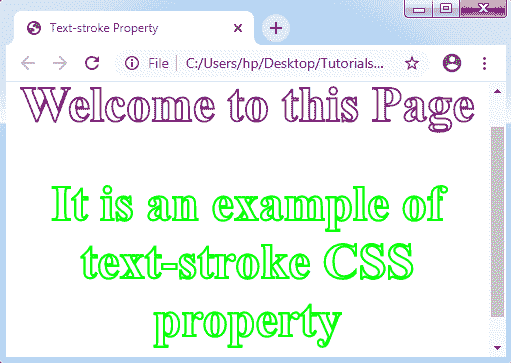 Text-stroke Property
File
C:/Users/hp/Desktop/Tutorials...
Welcome to this Page
It is an example of
text-stroke CSS
property